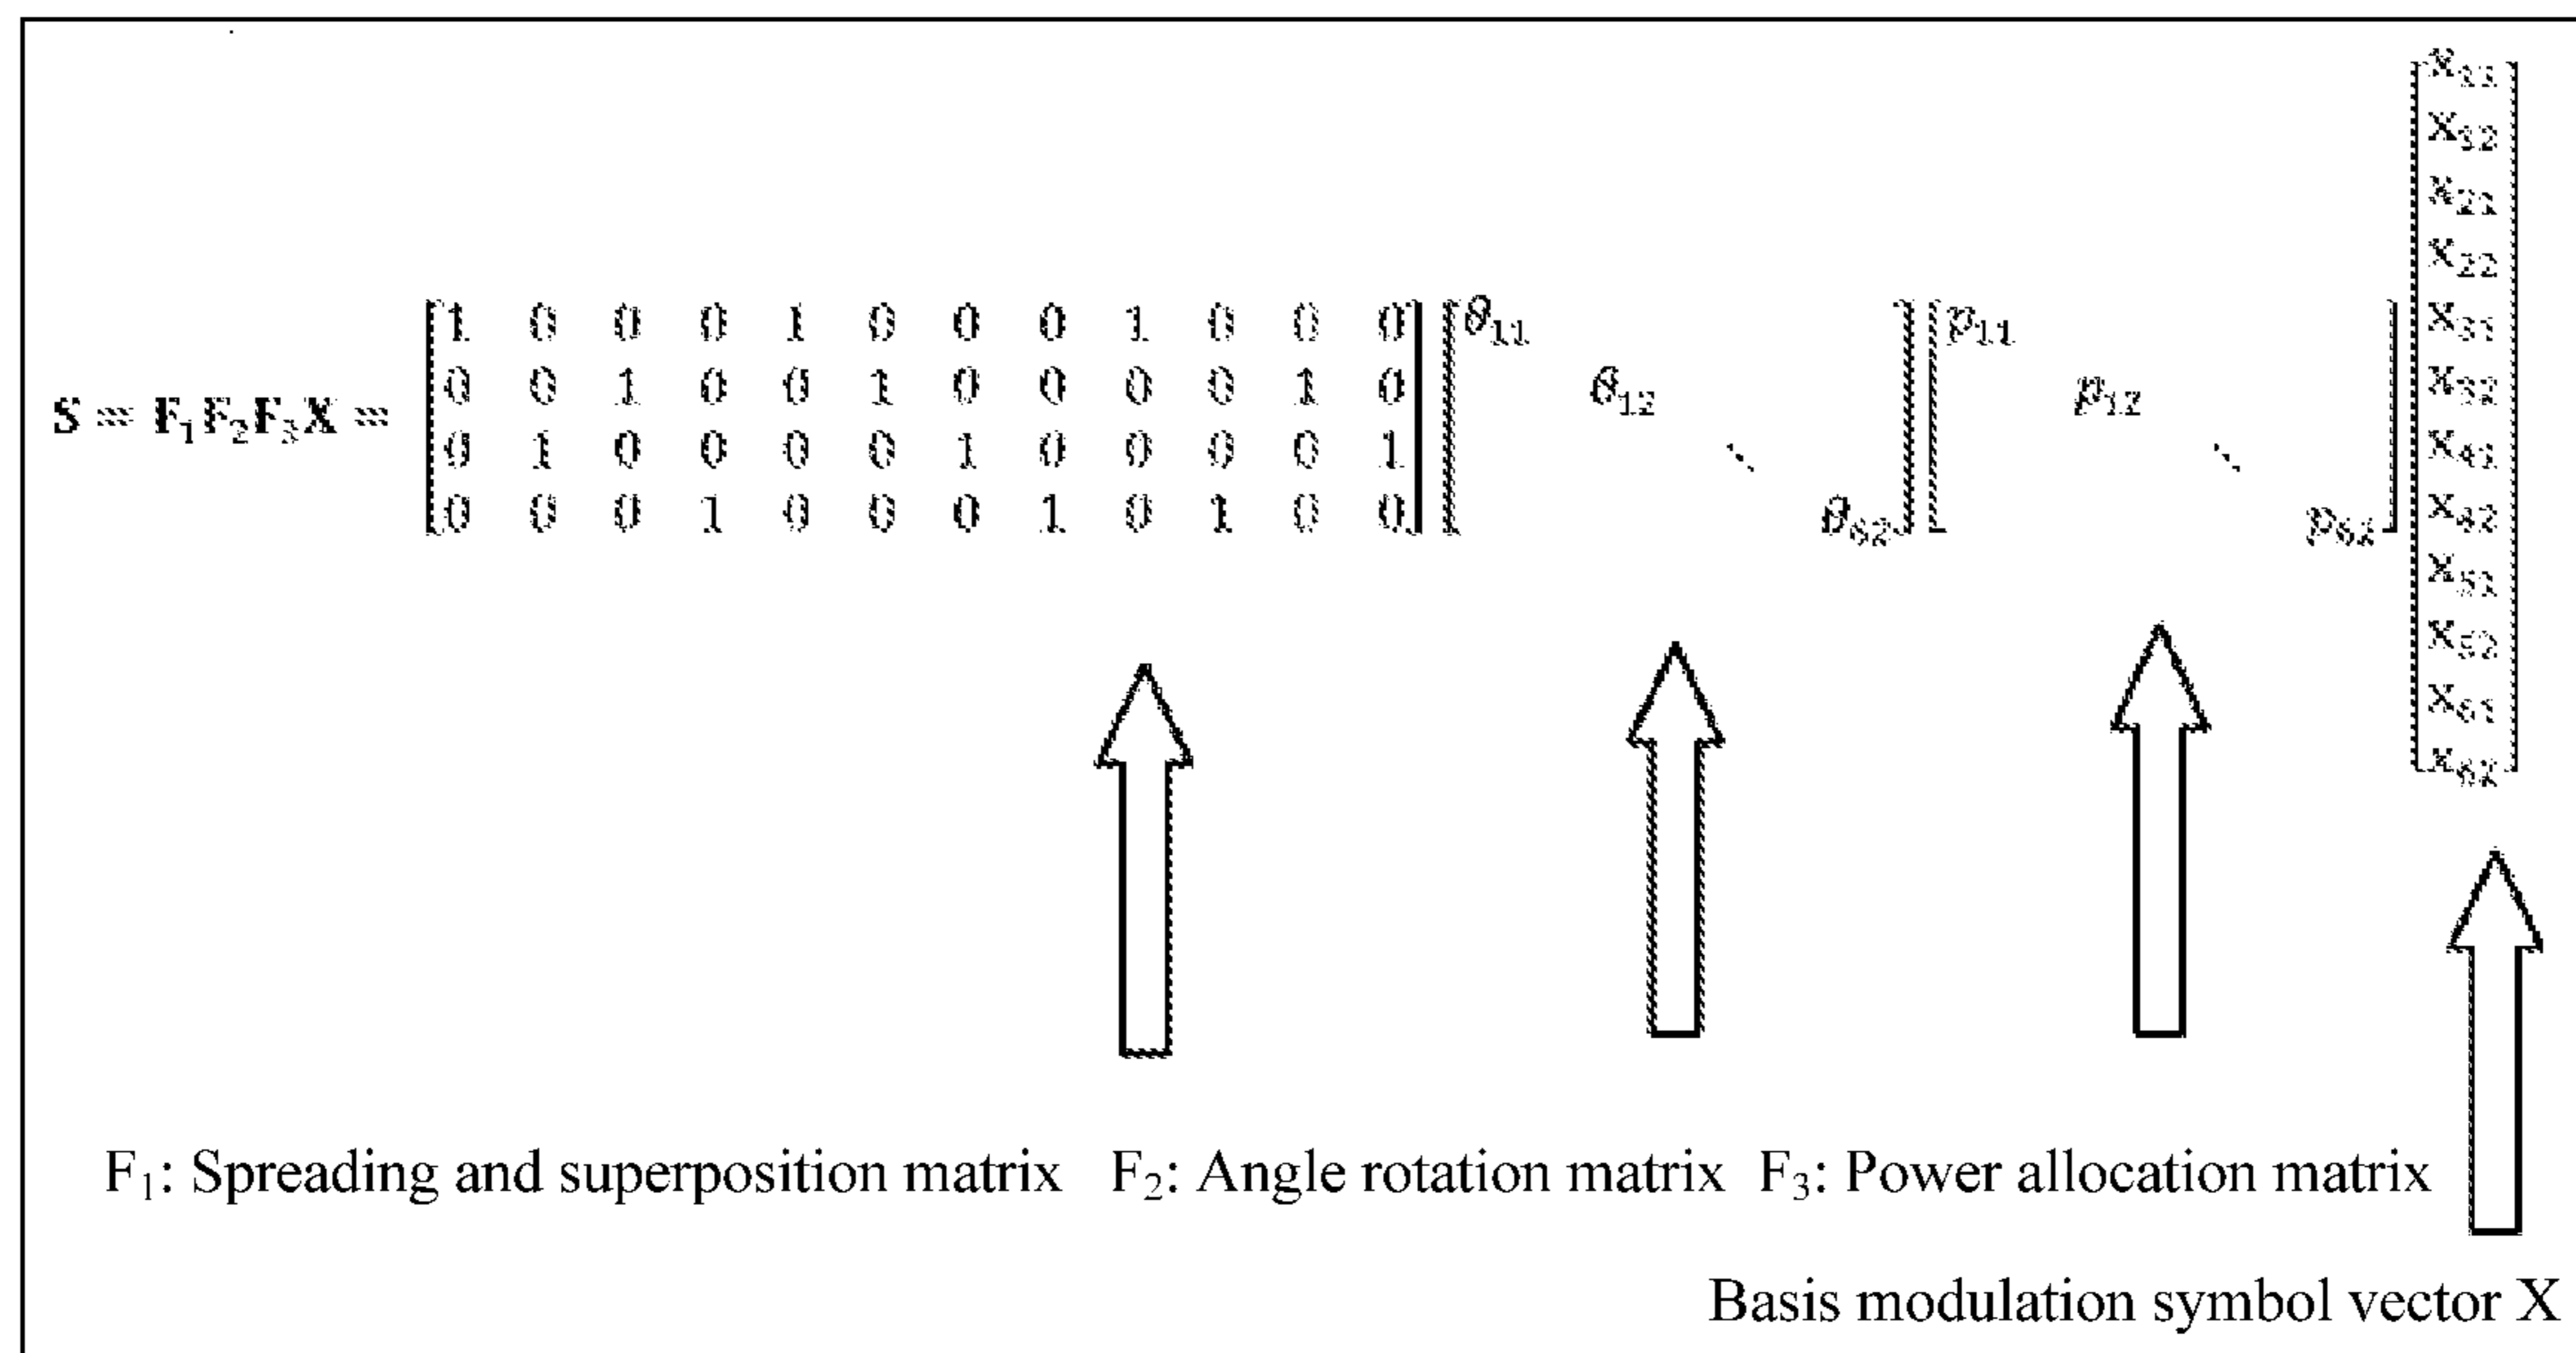 x₁₁
x₁₂
x₂₁
x₂₂
1 0 0 0 1 0 0 0 1 0 0 0 θ₁₁ p₁₁ x₃₁
0 0 1 0 0 1 0 0 0 0 1 0 θ₁₂ p₁₂ x₃₂
S = F₁F₂F₃X =
0 1 0 0 0 0 1 0 0 0 0 1 ⋱ ⋱ x₄₁
0 0 0 1 0 0 0 1 0 1 0 0 θ₆₂ p₆₂ x₄₂
x₅₁
x₅₂
x₆₁
x₆₂
F₁: Spreading and superposition matrix F₂: Angle rotation matrix F₃: Power allocation matrix
Basis modulation symbol vector X